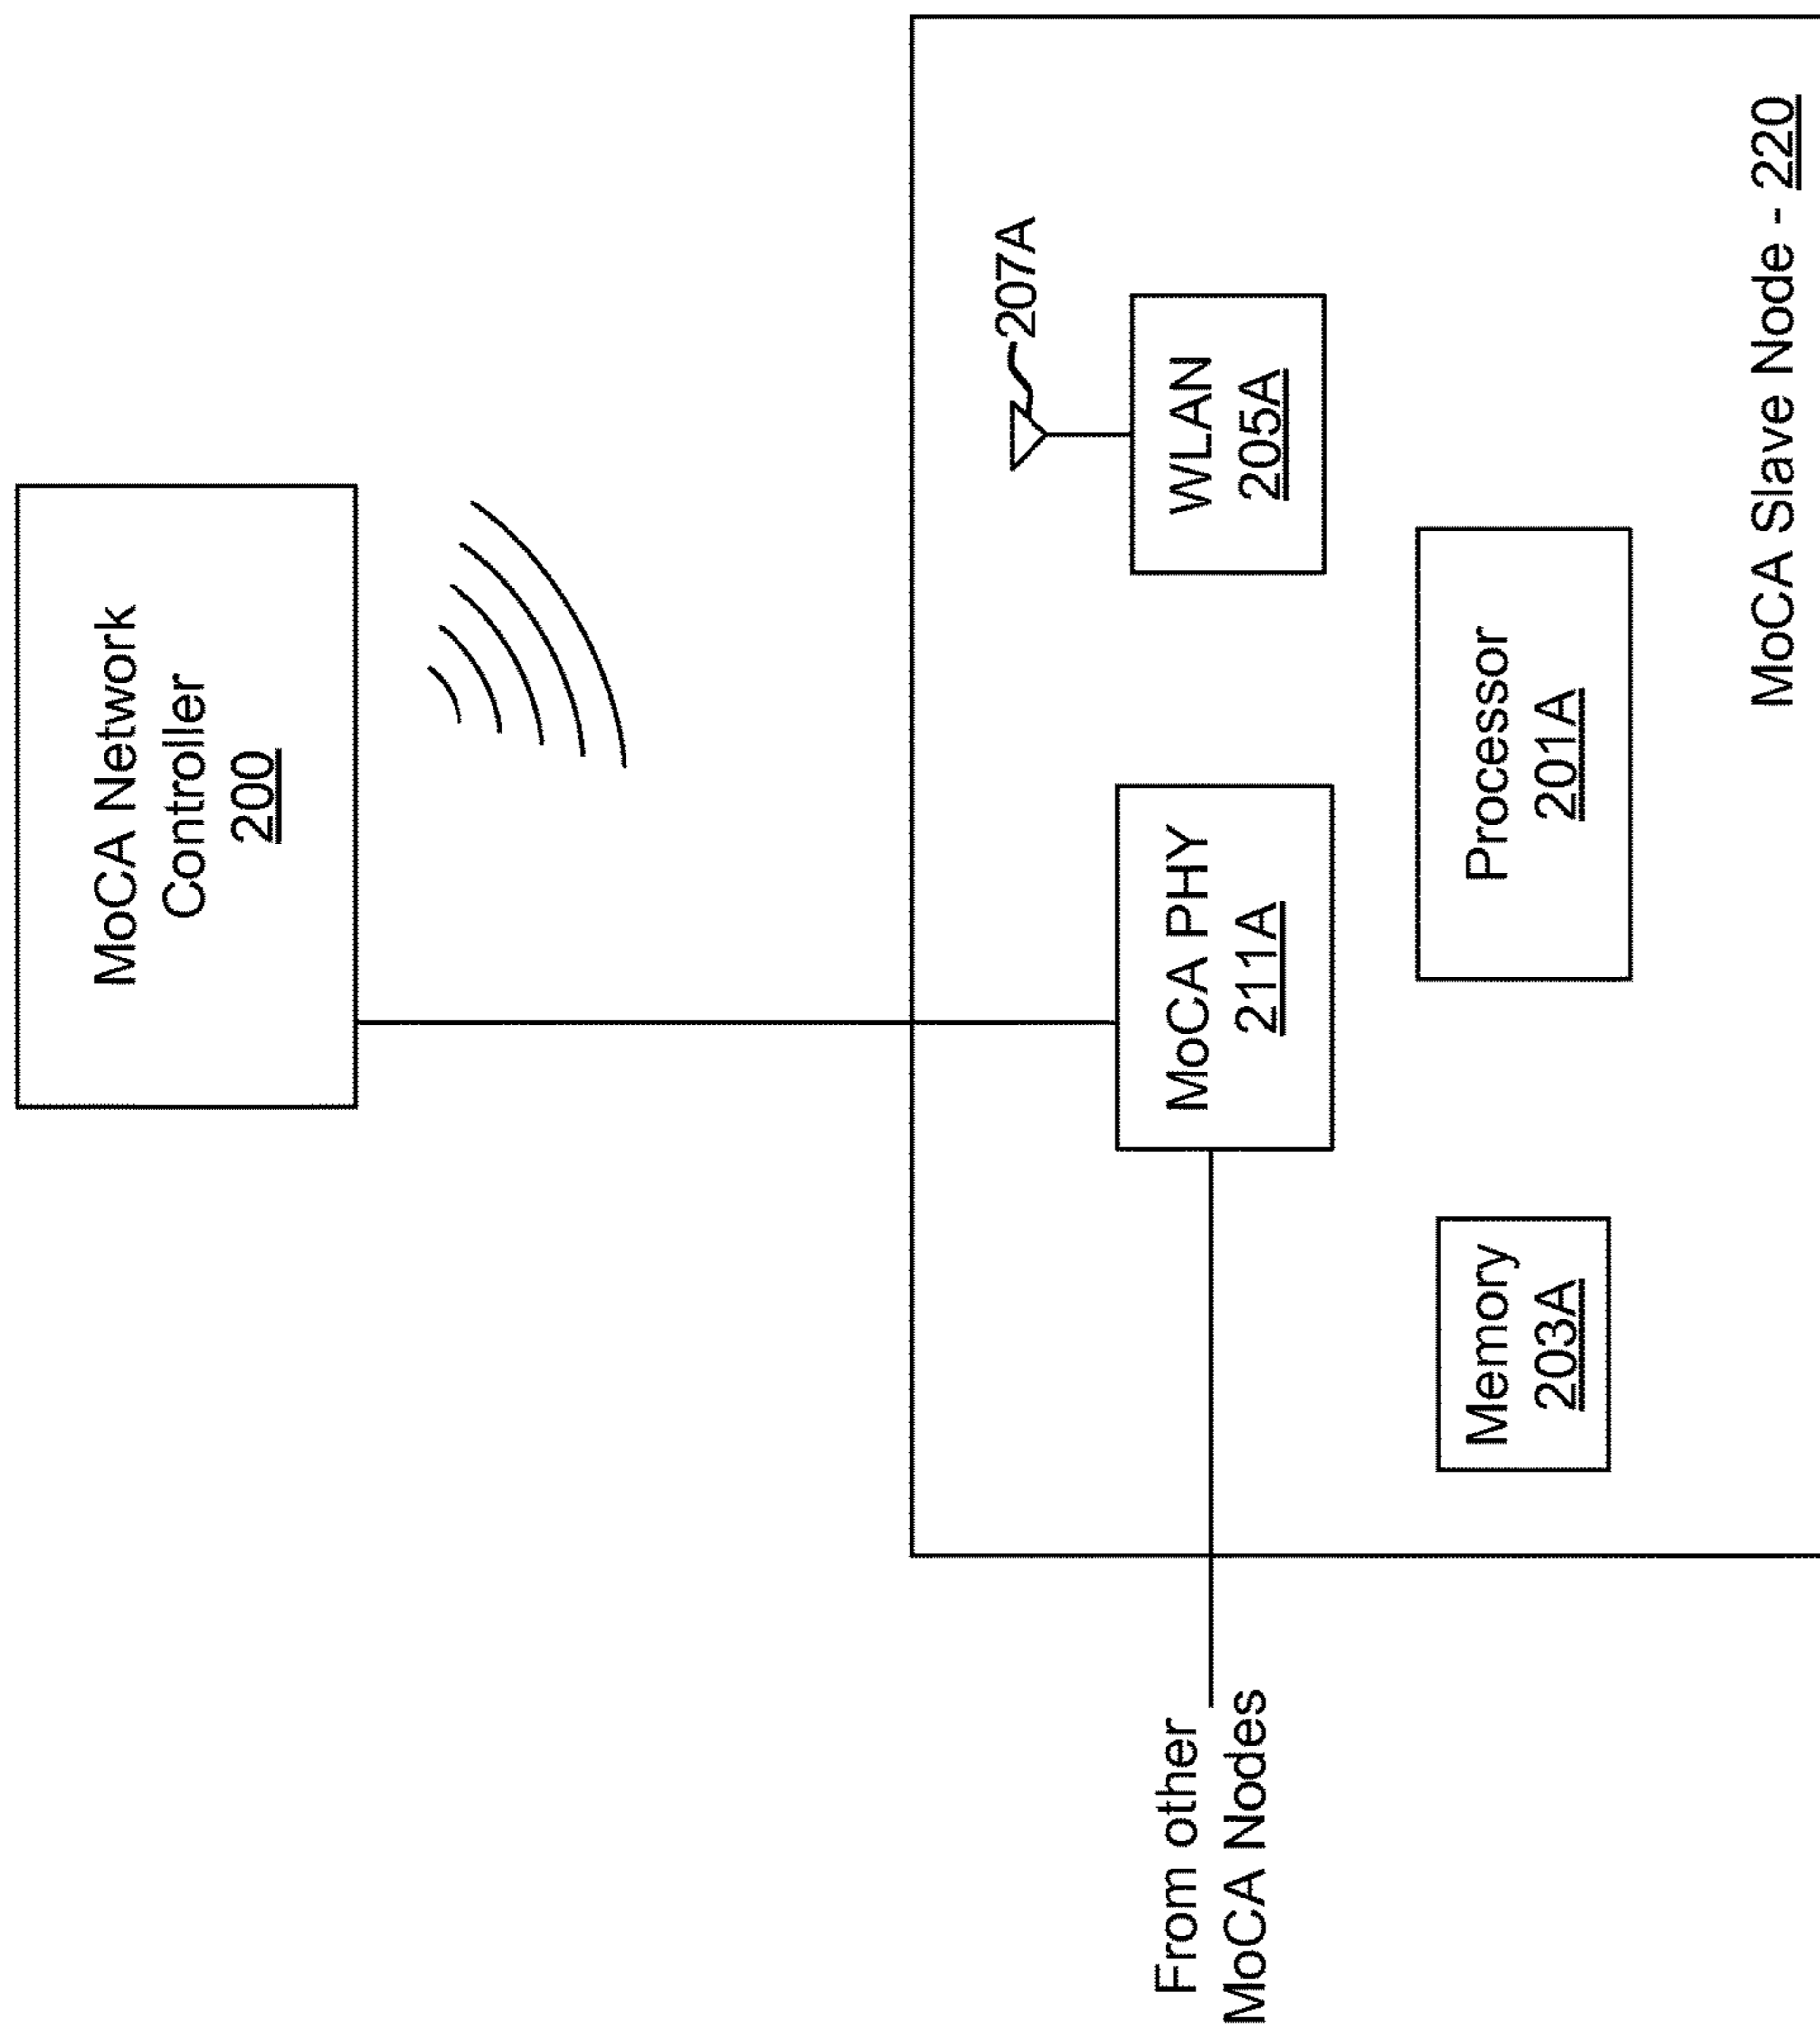 MoCA Network
Controller
200
207A
WLAN
205A
From other
MoCA Nodes
MoCA PHY
211A
Memory
203A
Processor
201A
MoCA Slave Node - 220